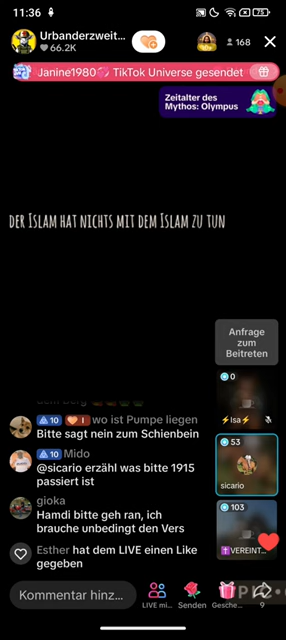 11:36
75
Urbanderzweit...
66.2K
168
Janine1980 TikTok Universe gesendet
Zeitalter des
Mythos: Olympus
der Islam hat nichts mit dem Islam zu tun
Anfrage
zum
Beitreten
0
⚡Isa⚡
10 I wo ist Pumpe liegen
Bitte sagt nein zum Schienbein
53
sicario
10 Mido
@sicario erzähl was bitte 1915
passiert ist
gioka
Hamdi bitte geh ran, ich
brauche unbedingt den Vers
103
VEREINT...
Esther hat dem LIVE einen Like
gegeben
Kommentar hinz...
LIVE mi...
Senden
Gesche...
9